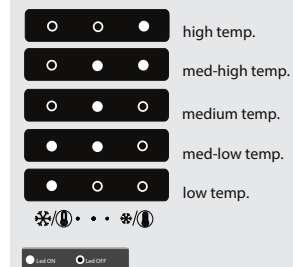 high temp.
med-high temp.
medium temp.
med-low temp.
low temp.
Led ON Led OFF